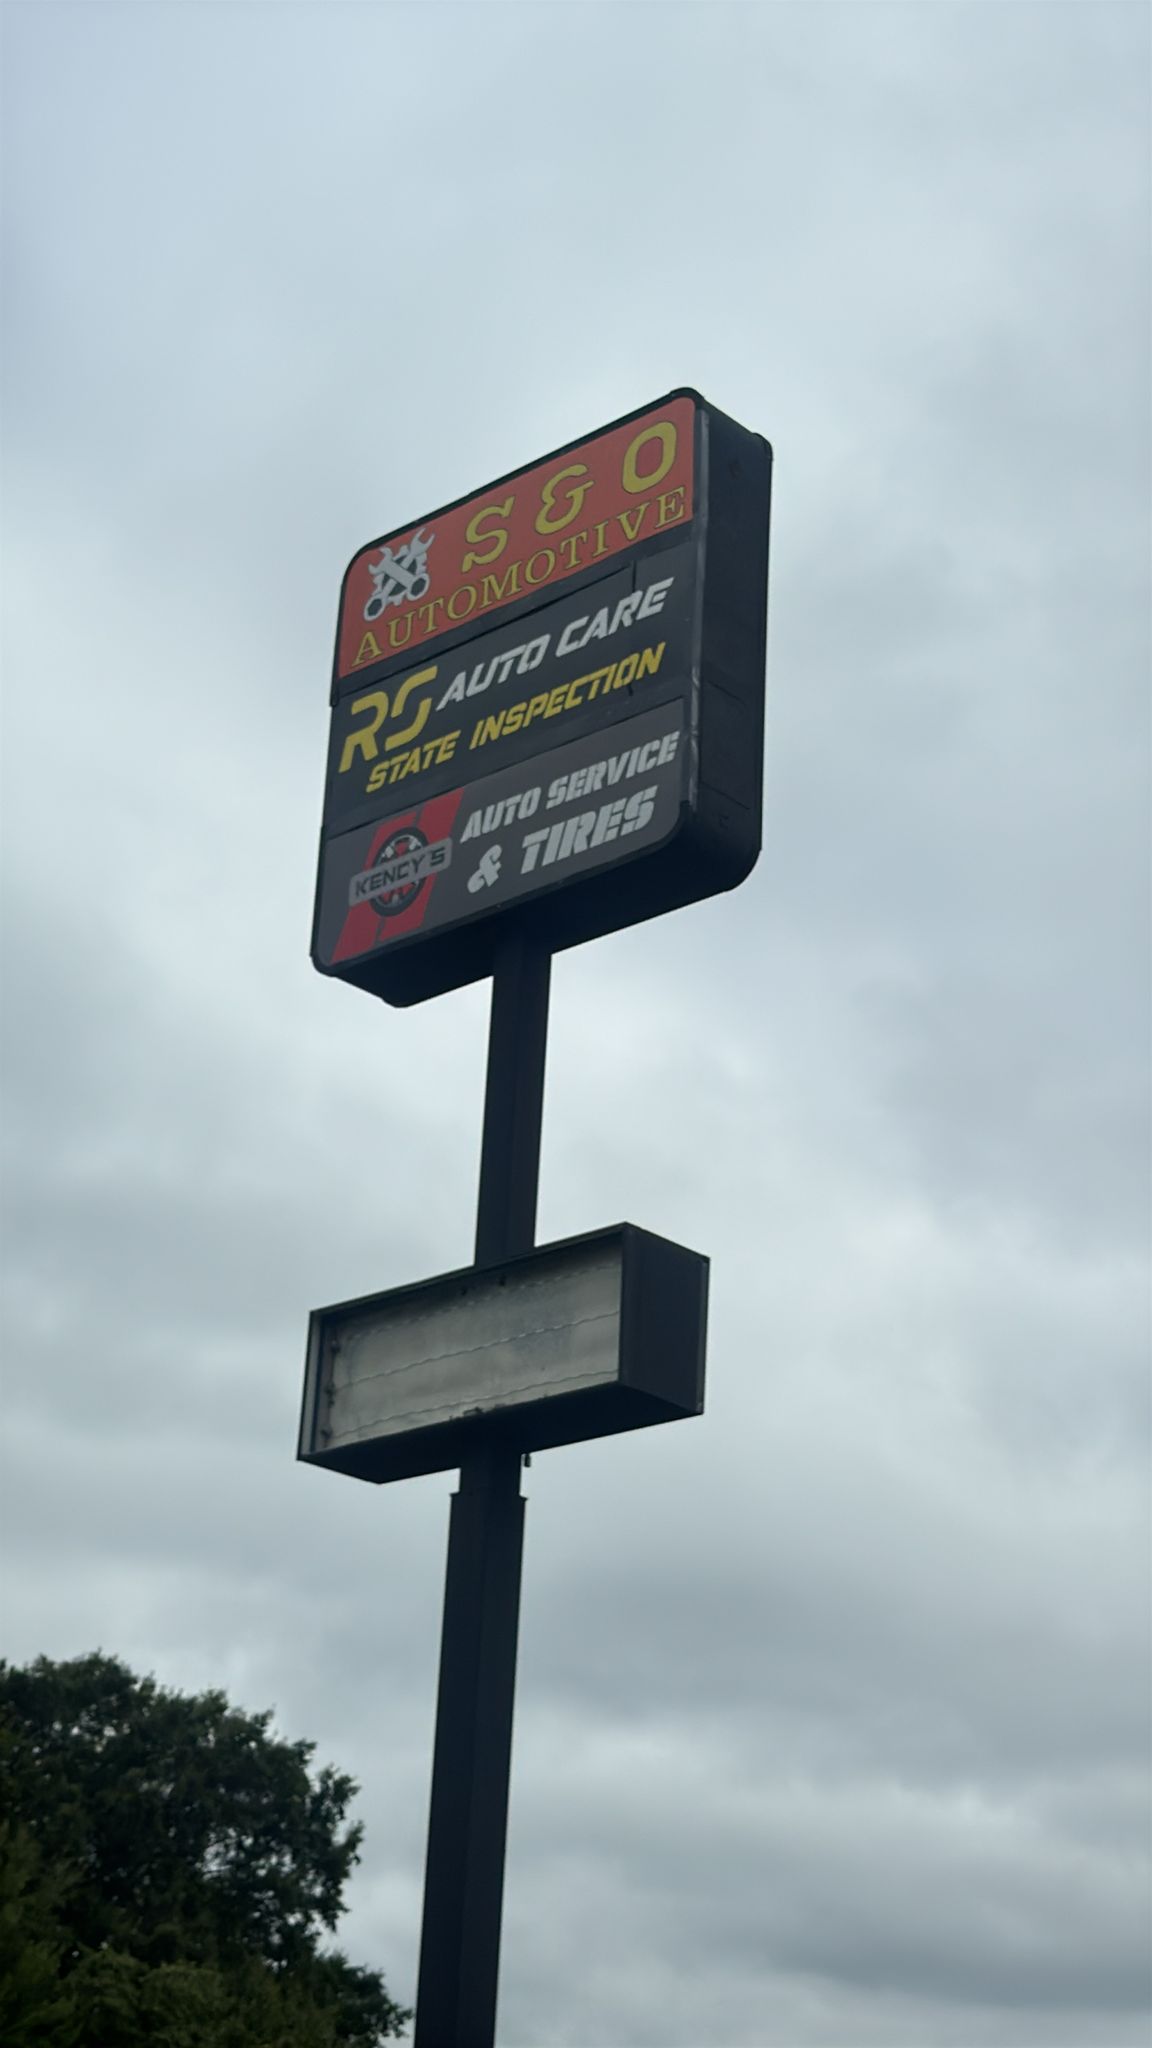 S & O
AUTOMOTIVE
RS AUTO CARE
STATE INSPECTION
KENCY'S
AUTO SERVICE
& TIRES